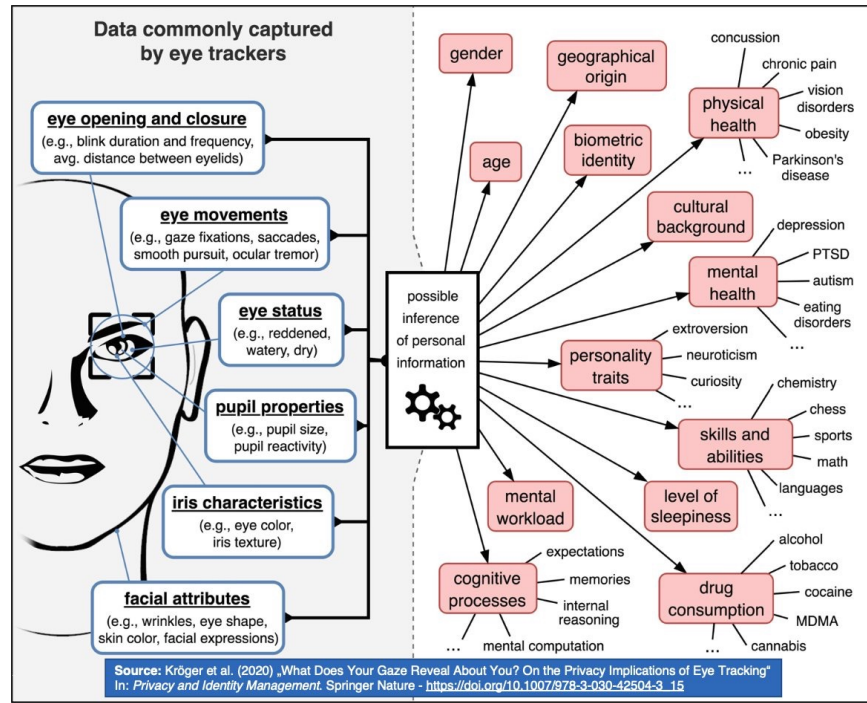 Data commonly captured
by eye trackers
eye opening and closure
(e.g., blink duration and frequency,
avg. distance between eyelids)
eye movements
(e.g., gaze fixations, saccades,
smooth pursuit, ocular tremor)
eye status
(e.g., reddened,
watery, dry)
pupil properties
(e.g., pupil size,
pupil reactivity)
iris characteristics
(e.g., eye color,
iris texture)
facial attributes
(e.g., wrinkles, eye shape,
skin color, facial expressions)
possible
inference
of personal
information
gender
geographical
origin
age
biometric
identity
physical
health
concussion
chronic pain
vision
disorders
obesity
Parkinson's
disease
...
cultural
background
mental
health
depression
PTSD
autism
eating
disorders
...
personality
traits
extroversion
neuroticism
curiosity
...
skills and
abilities
chemistry
chess
sports
math
languages
...
mental
workload
level of
sleepiness
cognitive
processes
expectations
memories
internal
reasoning
mental computation
...
drug
consumption
alcohol
tobacco
cocaine
MDMA
cannabis
...
Source: Kröger et al. (2020) „What Does Your Gaze Reveal About You? On the Privacy Implications of Eye Tracking“
In: Privacy and Identity Management. Springer Nature - https://doi.org/10.1007/978-3-030-42504-3_15